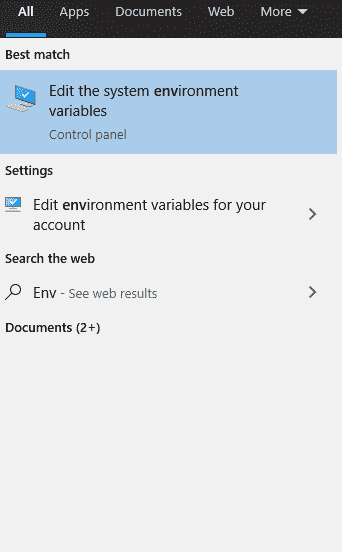 All Apps Documents Web More
Best match
Edit the system environment
variables
Control panel
Settings
Edit environment variables for your
account
Search the web
Env - See web results
Documents (2+)